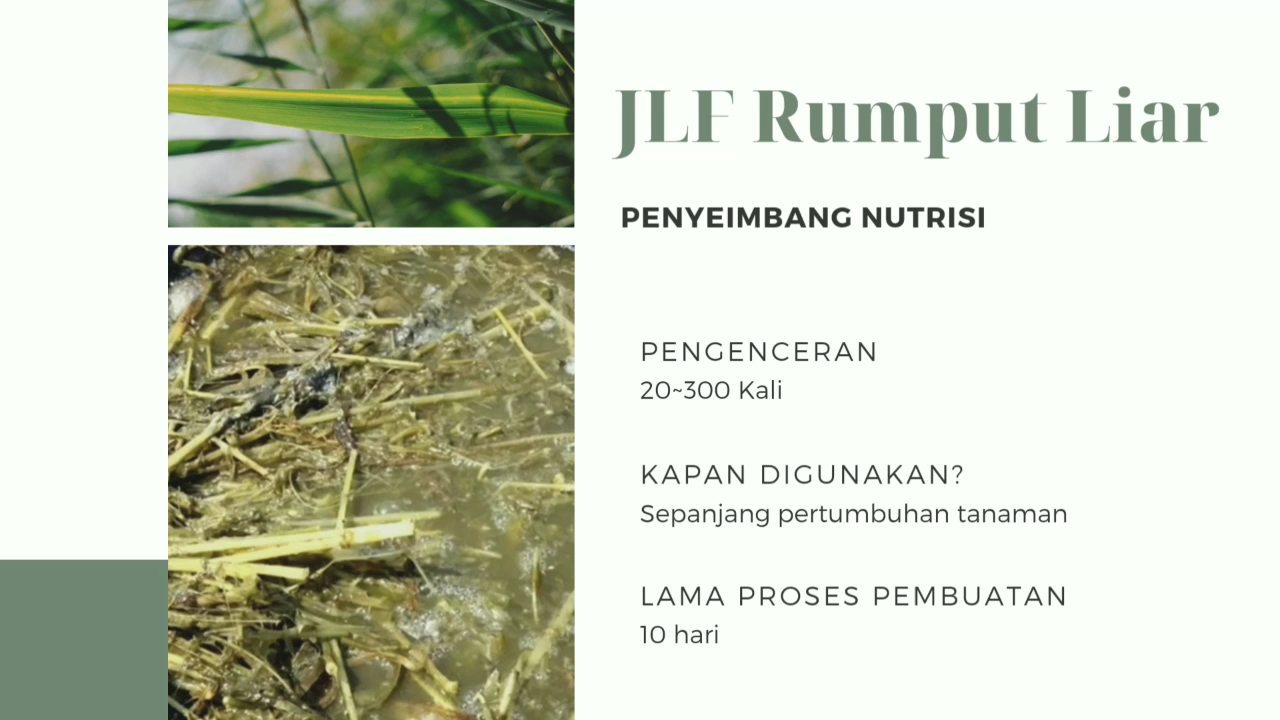 JLF Rumput Liar
PENYEIMBANG NUTRISI
PENGENCERAN
20~300 Kali
KAPAN DIGUNAKAN?
Sepanjang pertumbuhan tanaman
LAMA PROSES PEMBUATAN
10 hari